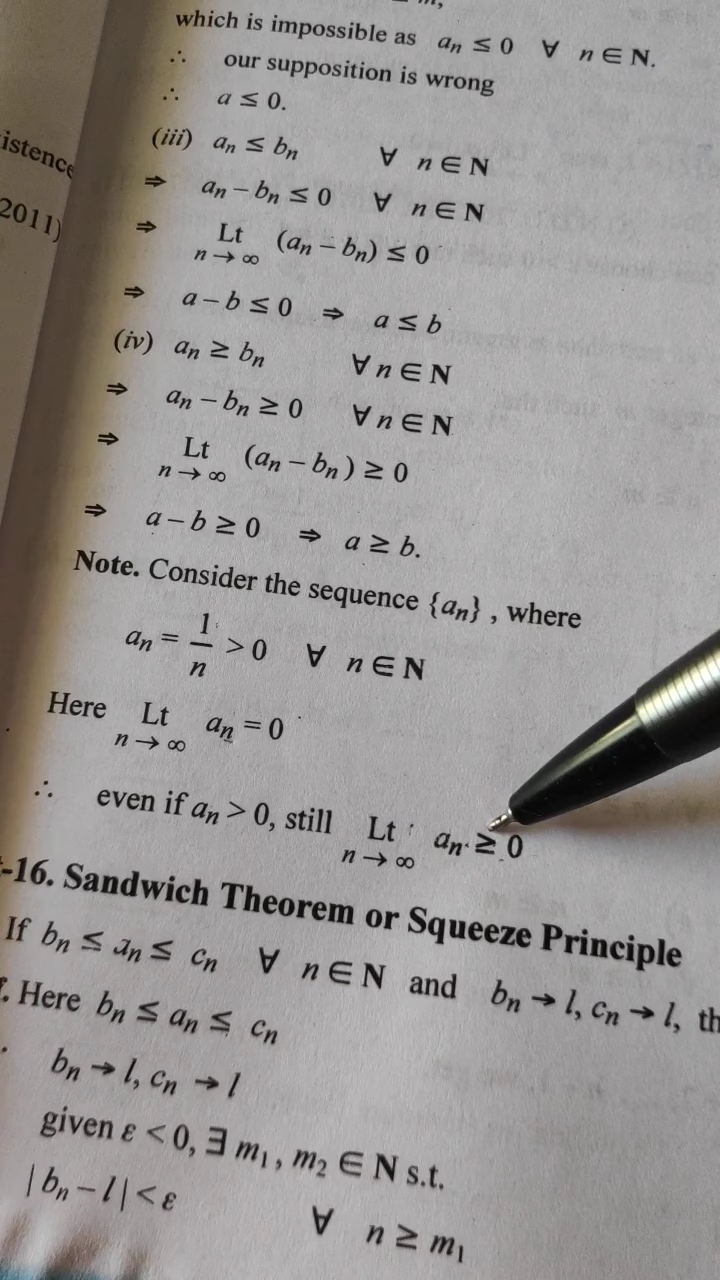 which is impossible as aₙ ≤ 0 ∀ n ∈ N.
∴ our supposition is wrong
∴ a ≤ 0.
(iii) aₙ ≤ bₙ ∀ n ∈ N
⇒ aₙ – bₙ ≤ 0 ∀ n ∈ N
⇒ Lt (aₙ – bₙ) ≤ 0
n → ∞
⇒ a – b ≤ 0 ⇒ a ≤ b
(iv) aₙ ≥ bₙ ∀ n ∈ N
⇒ aₙ – bₙ ≥ 0 ∀ n ∈ N
⇒ Lt (aₙ – bₙ) ≥ 0
n → ∞
⇒ a – b ≥ 0 ⇒ a ≥ b.
Note. Consider the sequence {aₙ} , where
aₙ = 1/n > 0 ∀ n ∈ N
Here Lt aₙ = 0
n → ∞
∴ even if aₙ > 0, still Lt aₙ ≥ 0
n → ∞
-16. Sandwich Theorem or Squeeze Principle
If bₙ ≤ aₙ ≤ cₙ ∀ n ∈ N and bₙ → l, cₙ → l, th
. Here bₙ ≤ aₙ ≤ cₙ
bₙ → l, cₙ → l
given ε < 0, ∃ m₁ , m₂ ∈ N s.t.
| bₙ – l | < ε ∀ n ≥ m₁
istence
2011)